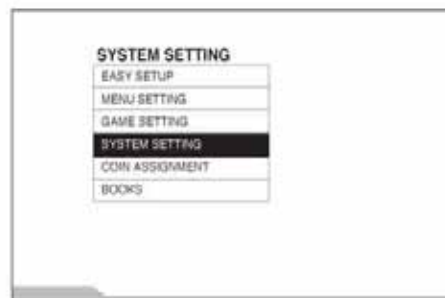 SYSTEM SETTING
EASY SETUP
MENU SETTING
GAME SETTING
SYSTEM SETTING
COIN ASSIGNMENT
BOOKS